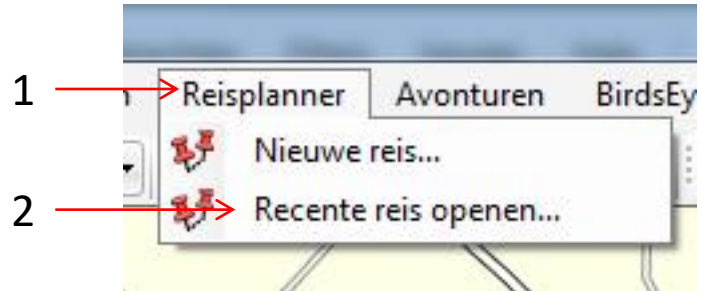 1 Reisplanner Avonturen BirdsEy
Nieuwe reis...
2 Recente reis openen...